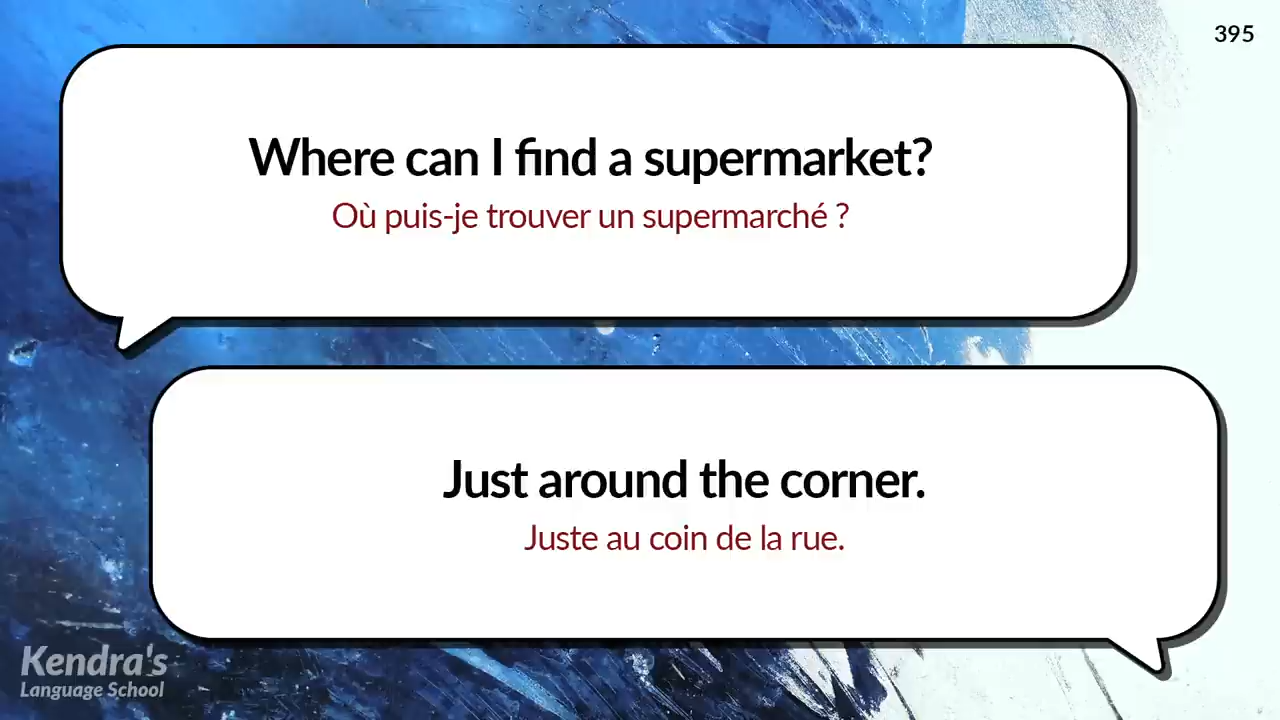 395
Where can I find a supermarket?
Où puis-je trouver un supermarché ?
Just around the corner.
Juste au coin de la rue.
Kendra's
Language School